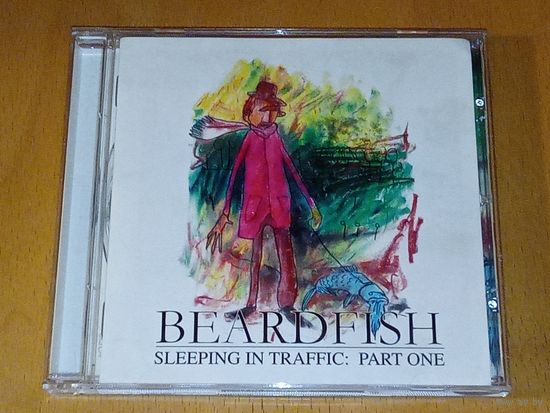 BEARDFISH
SLEEPING IN TRAFFIC: PART ONE